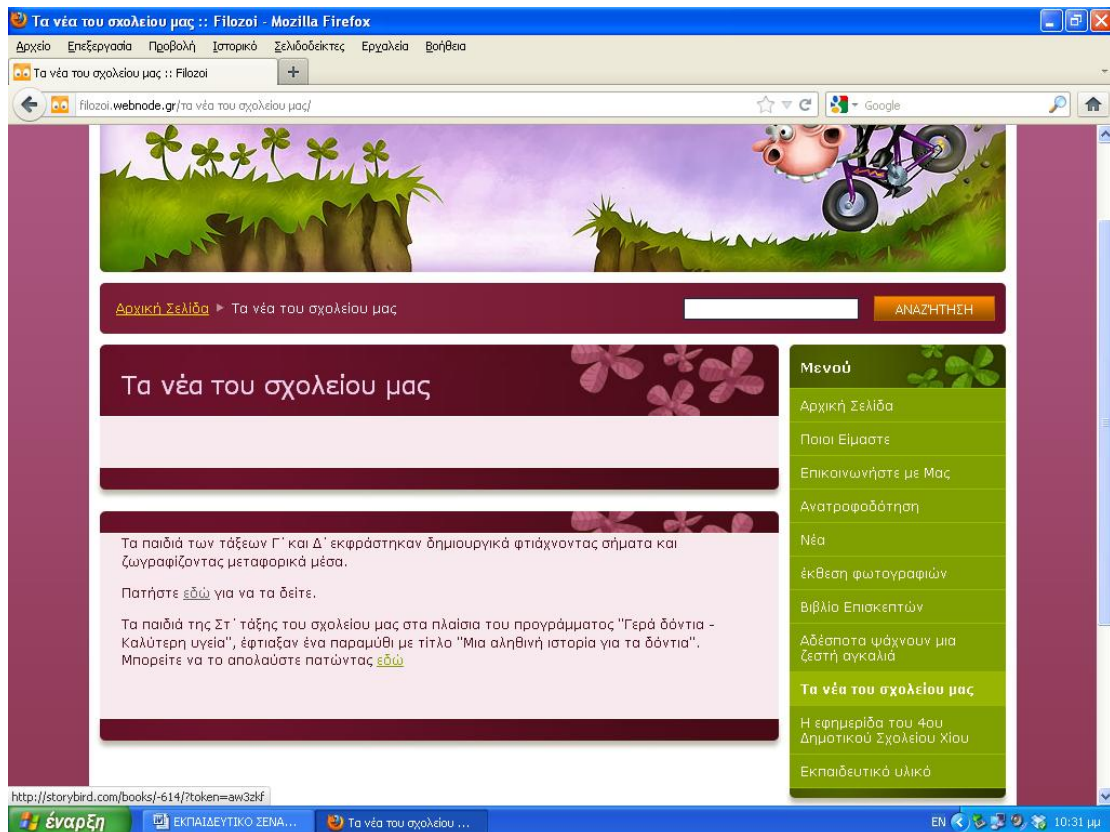 Τα νέα του σχολείου μας :: Filozoi - Mozilla Firefox
Αρχείο Επεξεργασία Προβολή Ιστορικό Σελιδοδείκτες Εργαλεία Βοήθεια
Τα νέα του σχολείου μας :: Filozoi
filozoi.webnode.gr/τα νέα του σχολείου μας/
Google
Αρχική Σελίδα ► Τα νέα του σχολείου μας
ΑΝΑΖΉΤΗΣΗ
Τα νέα του σχολείου μας
Τα παιδιά των τάξεων Γ΄ και Δ΄ εκφράστηκαν δημιουργικά φτιάχνοντας σήματα και
ζωγραφίζοντας μεταφορικά μέσα.
Πατήστε εδώ για να τα δείτε.
Τα παιδιά της Στ΄ τάξης του σχολείου μας στα πλαίσια του προγράμματος "Γερά δόντια -
Καλύτερη υγεία", έφτιαξαν ένα παραμύθι με τίτλο "Μια αληθινή ιστορία για τα δόντια".
Μπορείτε να το απολαύστε πατώντας εδώ
Μενού
Αρχική Σελίδα
Ποιοι Είμαστε
Επικοινωνήστε με Μας
Ανατροφοδότηση
Νέα
έκθεση φωτογραφιών
Βιβλίο Επισκεπτών
Αδέσποτα ψάχνουν μια
ζεστή αγκαλιά
Τα νέα του σχολείου μας
Η εφημερίδα του 4ου
Δημοτικού Σχολείου Χίου
Εκπαιδευτικό υλικό
http://storybird.com/books/-614/?token=aw3zkf
έναρξη
ΕΚΠΑΙΔΕΥΤΙΚΟ ΣΕΝΑ...
Τα νέα του σχολείου ...
EN
10:31 μμ